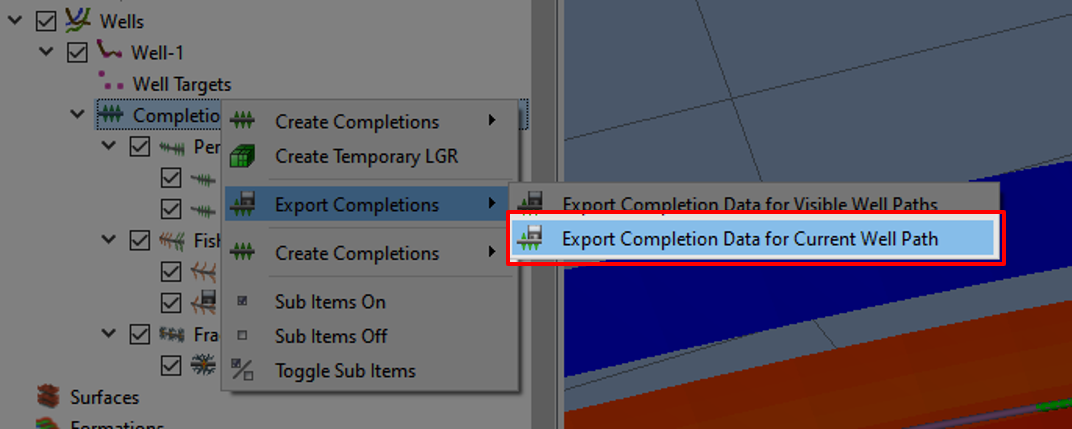 Wells
Well-1
Well Targets
Completio
Create Completions
Per
Create Temporary LGR
Export Completions
Export Completion Data for Visible Well Paths
Export Completion Data for Current Well Path
Fish
Create Completions
Sub Items On
Fra
Sub Items Off
Toggle Sub Items
Surfaces
Formations